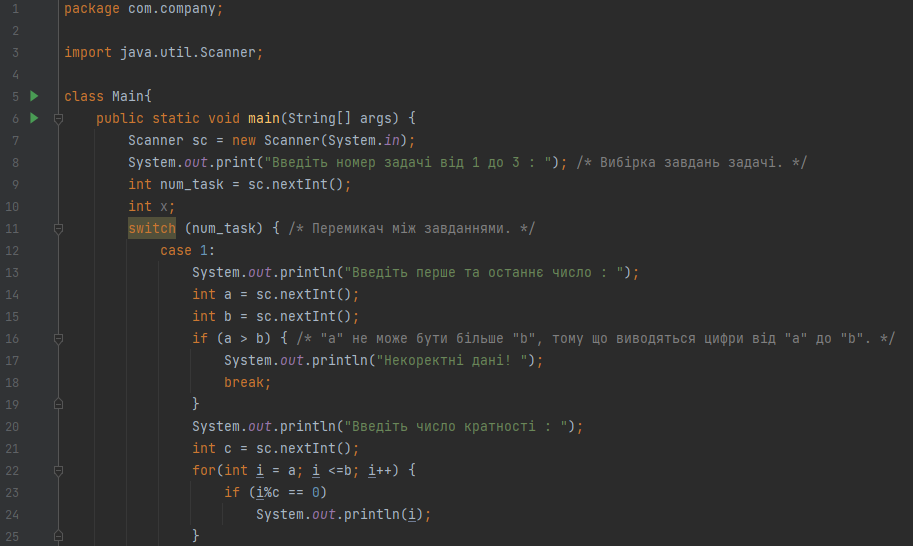 1 package com.company;
2
3 import java.util.Scanner;
4
5 class Main{
6 public static void main(String[] args) {
7 Scanner sc = new Scanner(System.in);
8 System.out.print("Введіть номер задачі від 1 до 3 : "); /* Вибірка завдань задачі. */
9 int num_task = sc.nextInt();
10 int x;
11 switch (num_task) { /* Перемикач між завданнями. */
12 case 1:
13 System.out.println("Введіть перше та останнє число : ");
14 int a = sc.nextInt();
15 int b = sc.nextInt();
16 if (a > b) { /* "a" не може бути більше "b", тому що виводяться цифри від "a" до "b". */
17 System.out.println("Некоректні дані! ");
18 break;
19 }
20 System.out.println("Введіть число кратності : ");
21 int c = sc.nextInt();
22 for(int i = a; i <=b; i++) {
23 if (i%c == 0)
24 System.out.println(i);
25 }